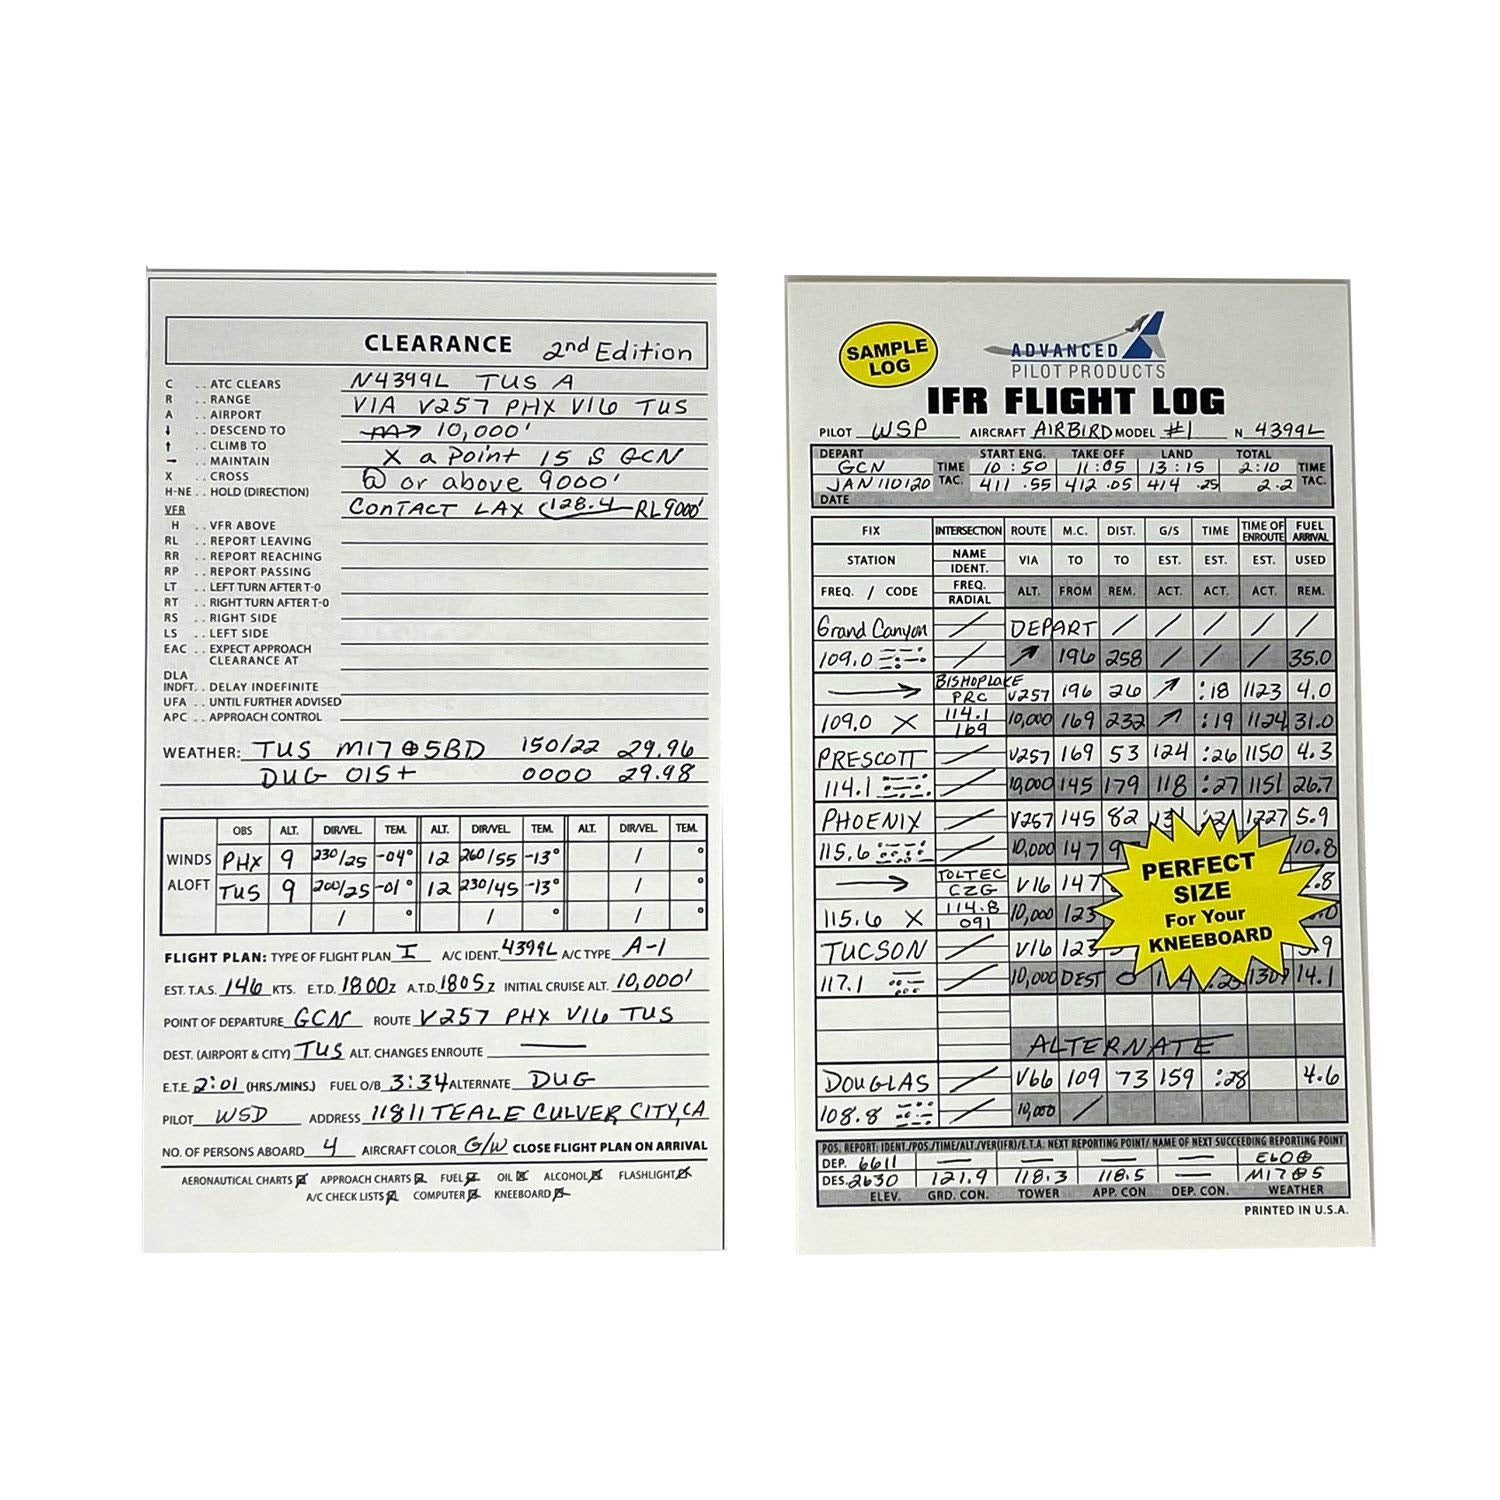 CLEARANCE 2nd Edition
C .. ATC CLEARS N4399L TUS A
R .. RANGE VIA V257 PHX V16 TUS
A .. AIRPORT
↓ .. DESCEND TO → 10,000'
↑ .. CLIMB TO
→ .. MAINTAIN X a Point 15 S GCN
X .. CROSS @ or above 9000'
H-NE .. HOLD (DIRECTION)
VFR CONTACT LAX 128.4 RL9000'
H .. VFR ABOVE
RL .. REPORT LEAVING
RR .. REPORT REACHING
RP .. REPORT PASSING
LT .. LEFT TURN AFTER T-0
RT .. RIGHT TURN AFTER T-0
RS .. RIGHT SIDE
LS .. LEFT SIDE
EAC .. EXPECT APPROACH
CLEARANCE AT
DLA
INDFT. . DELAY INDEFINITE
UFA .. UNTIL FURTHER ADVISED
APC .. APPROACH CONTROL
WEATHER: TUS M17⊕5BD 150/22 29.96
DUG 015+ 0000 29.98
OBS ALT. DIR/VEL. TEM. ALT. DIR/VEL. TEM. ALT. DIR/VEL. TEM.
WINDS PHX 9 230/25 -04° 12 260/55 -13° / °
ALOFT TUS 9 200/25 -01° 12 230/45 -13° / °
/ ° / ° / °
FLIGHT PLAN: TYPE OF FLIGHT PLAN I A/C IDENT. 4399L A/C TYPE A-1
EST. T.A.S. 146 KTS. E.T.D. 1800Z A.T.D. 1805Z INITIAL CRUISE ALT. 10,000'
POINT OF DEPARTURE GCN ROUTE V257 PHX V16 TUS
DEST. (AIRPORT & CITY) TUS ALT. CHANGES ENROUTE —
E.T.E. 2:01 (HRS./MINS.) FUEL O/B 3:34 ALTERNATE DUG
PILOT WSD ADDRESS 11811 TEALE CULVER CITY, CA
NO. OF PERSONS ABOARD 4 AIRCRAFT COLOR G/W CLOSE FLIGHT PLAN ON ARRIVAL
AERONAUTICAL CHARTS ☒ APPROACH CHARTS ☒ FUEL ☒ OIL ☒ ALCOHOL ☒ FLASHLIGHT ☒
A/C CHECK LISTS ☒ COMPUTER ☒ KNEEBOARD ☒
SAMPLE
LOG
ADVANCED
PILOT PRODUCTS
IFR FLIGHT LOG
PILOT WSP AIRCRAFT AIRBIRD MODEL #1 N 4399L
DEPART START ENG. TAKE OFF LAND TOTAL
GCN TIME 10:50 11:05 13:15 2:10 TIME
JAN 110120 TAC. 411.55 412.05 414.25 2.2 TAC.
DATE
FIX INTERSECTION ROUTE M.C. DIST. G/S TIME TIME OF ENROUTE FUEL ARRIVAL
STATION NAME IDENT. VIA TO TO EST. EST. EST. USED
FREQ. / CODE FREQ. RADIAL ALT. FROM REM. ACT. ACT. ACT. REM.
Grand Canyon / DEPART / / / / /
109.0 / ↗ 196 258 / / / 35.0
→ BISHOPLAKE PRC V257 196 26 ↗ :18 1123 4.0
109.0 X 114.1 169 10,000 169 232 ↗ :19 1124 31.0
PRESCOTT V257 169 53 124 :26 1150 4.3
114.1 10,000 145 179 118 :27 1151 26.7
PHOENIX V257 145 82 1227 5.9
115.6 10,000 147 10.8
→ TOLTEC CZG V16 147
115.6 X 114.8 091 10,000 123
TUCSON V16 123
117.1 10,000 DEST 0 14.1
PERFECT
SIZE
For Your
KNEEBOARD
ALTERNATE
DOUGLAS V66 109 73 159 :28 4.6
108.8 10,000 /
POS. REPORT: IDENT./POS./TIME/ALT./VER(IFR)/E.T.A. NEXT REPORTING POINT/ NAME OF NEXT SUCCEEDING REPORTING POINT
DEP. 6611 — — — — E60⊕
DES. 2630 121.9 118.3 118.5 — M17⊕5
ELEV. GRD. CON. TOWER APP. CON DEP. CON. WEATHER
PRINTED IN U.S.A.